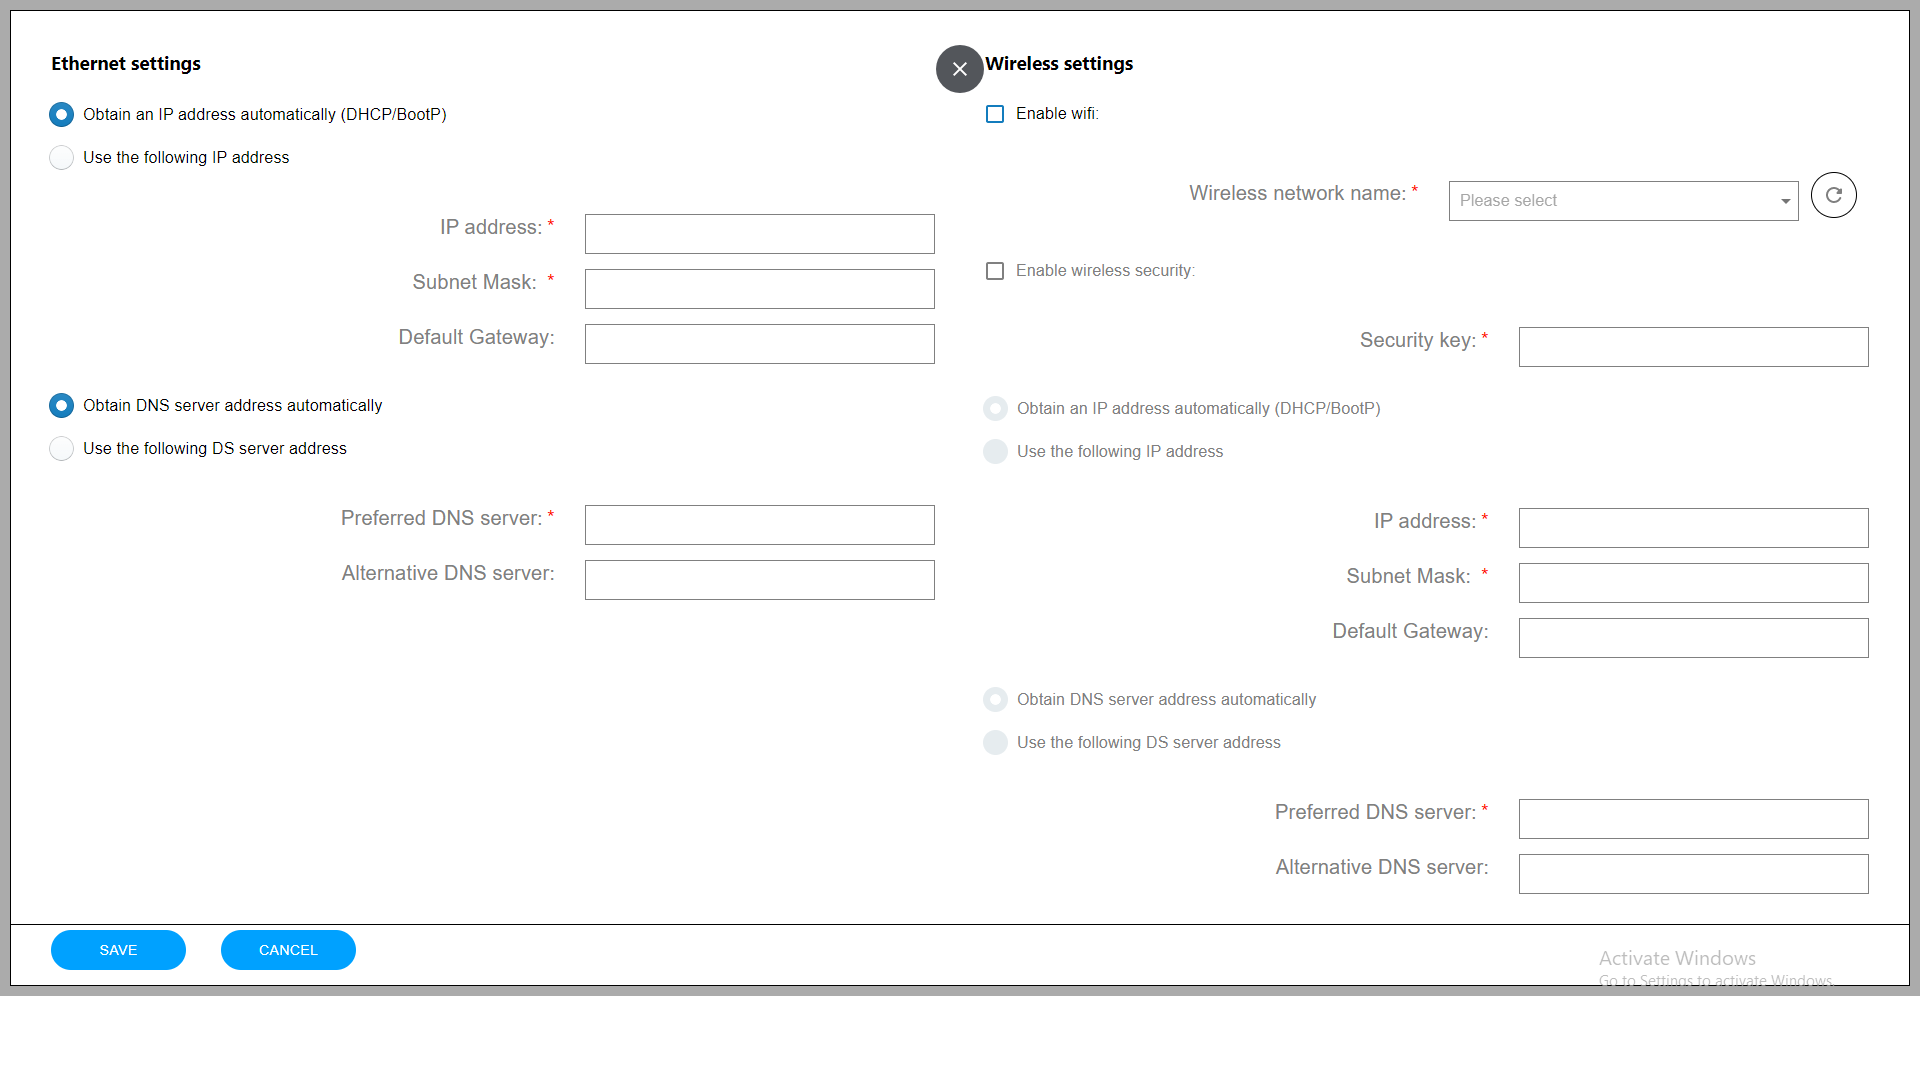 Ethernet settings
Obtain an IP address automatically (DHCP/BootP)
Use the following IP address
IP address: *
Subnet Mask: *
Default Gateway:
Obtain DNS server address automatically
Use the following DS server address
Preferred DNS server: *
Alternative DNS server:
Wireless settings
Enable wifi:
Wireless network name: *
Please select
Enable wireless security:
Security key: *
Obtain an IP address automatically (DHCP/BootP)
Use the following IP address
IP address: *
Subnet Mask: *
Default Gateway:
Obtain DNS server address automatically
Use the following DS server address
Preferred DNS server: *
Alternative DNS server:
SAVE
CANCEL
Activate Windows
Go to Settings to activate Windows.